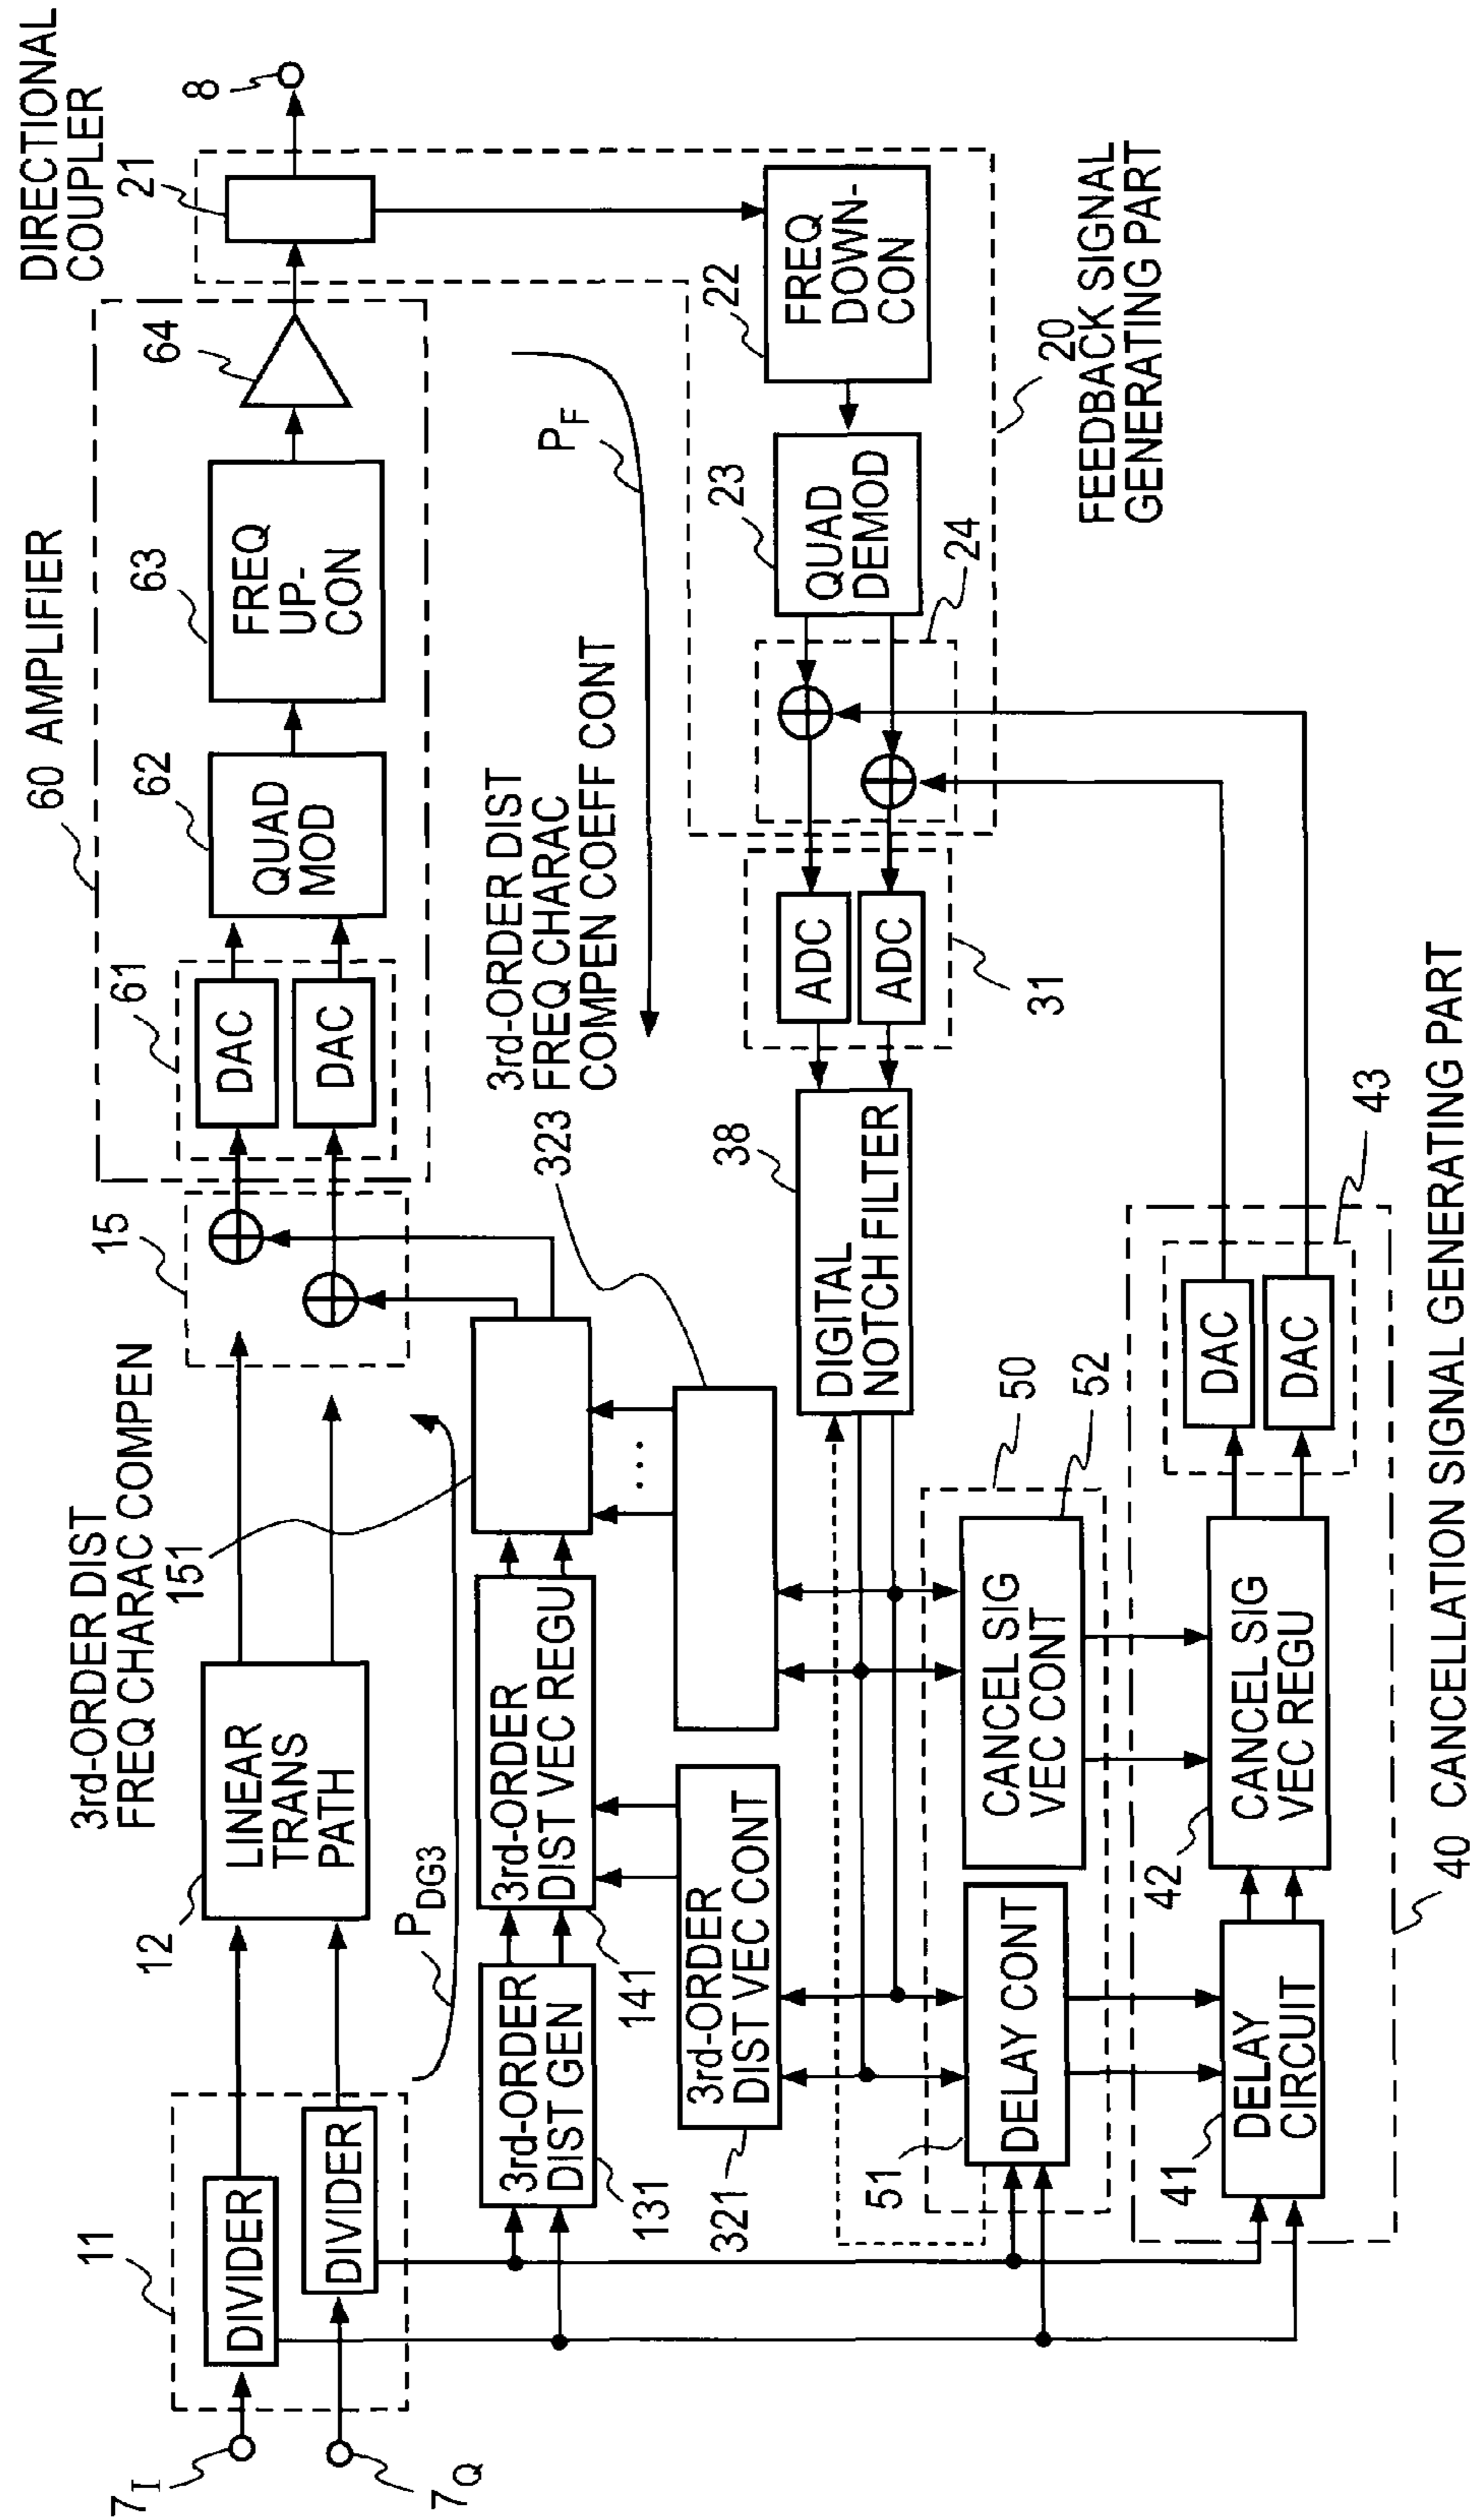 DIRECTIONAL
COUPLER
60 AMPLIFIER
3rd-ORDER DIST
FREQ CHARAC COMPEN
7I
7Q
11
DIVIDER
DIVIDER
12
LINEAR
TRANS
PATH
151
15
61
DAC
DAC
62
QUAD
MOD
63
FREQ
UP-
CON
64
21
8
PDG3
PF
3rd-ORDER DIST
FREQ CHARAC
COMPEN COEFF CONT
323
131
3rd-ORDER
DIST GEN
141
3rd-ORDER
DIST VEC REGU
321
3rd-ORDER
DIST VEC CONT
38
DIGITAL
NOTCH FILTER
31
ADC
ADC
24
23
QUAD
DEMOD
22
FREQ
DOWN-
CON
20
FEEDBACK SIGNAL
GENERATING PART
50
51
DELAY CONT
52
CANCEL SIG
VEC CONT
41
DELAY
CIRCUIT
42
CANCEL SIG
VEC REGU
43
DAC
DAC
40 CANCELLATION SIGNAL GENERATING PART